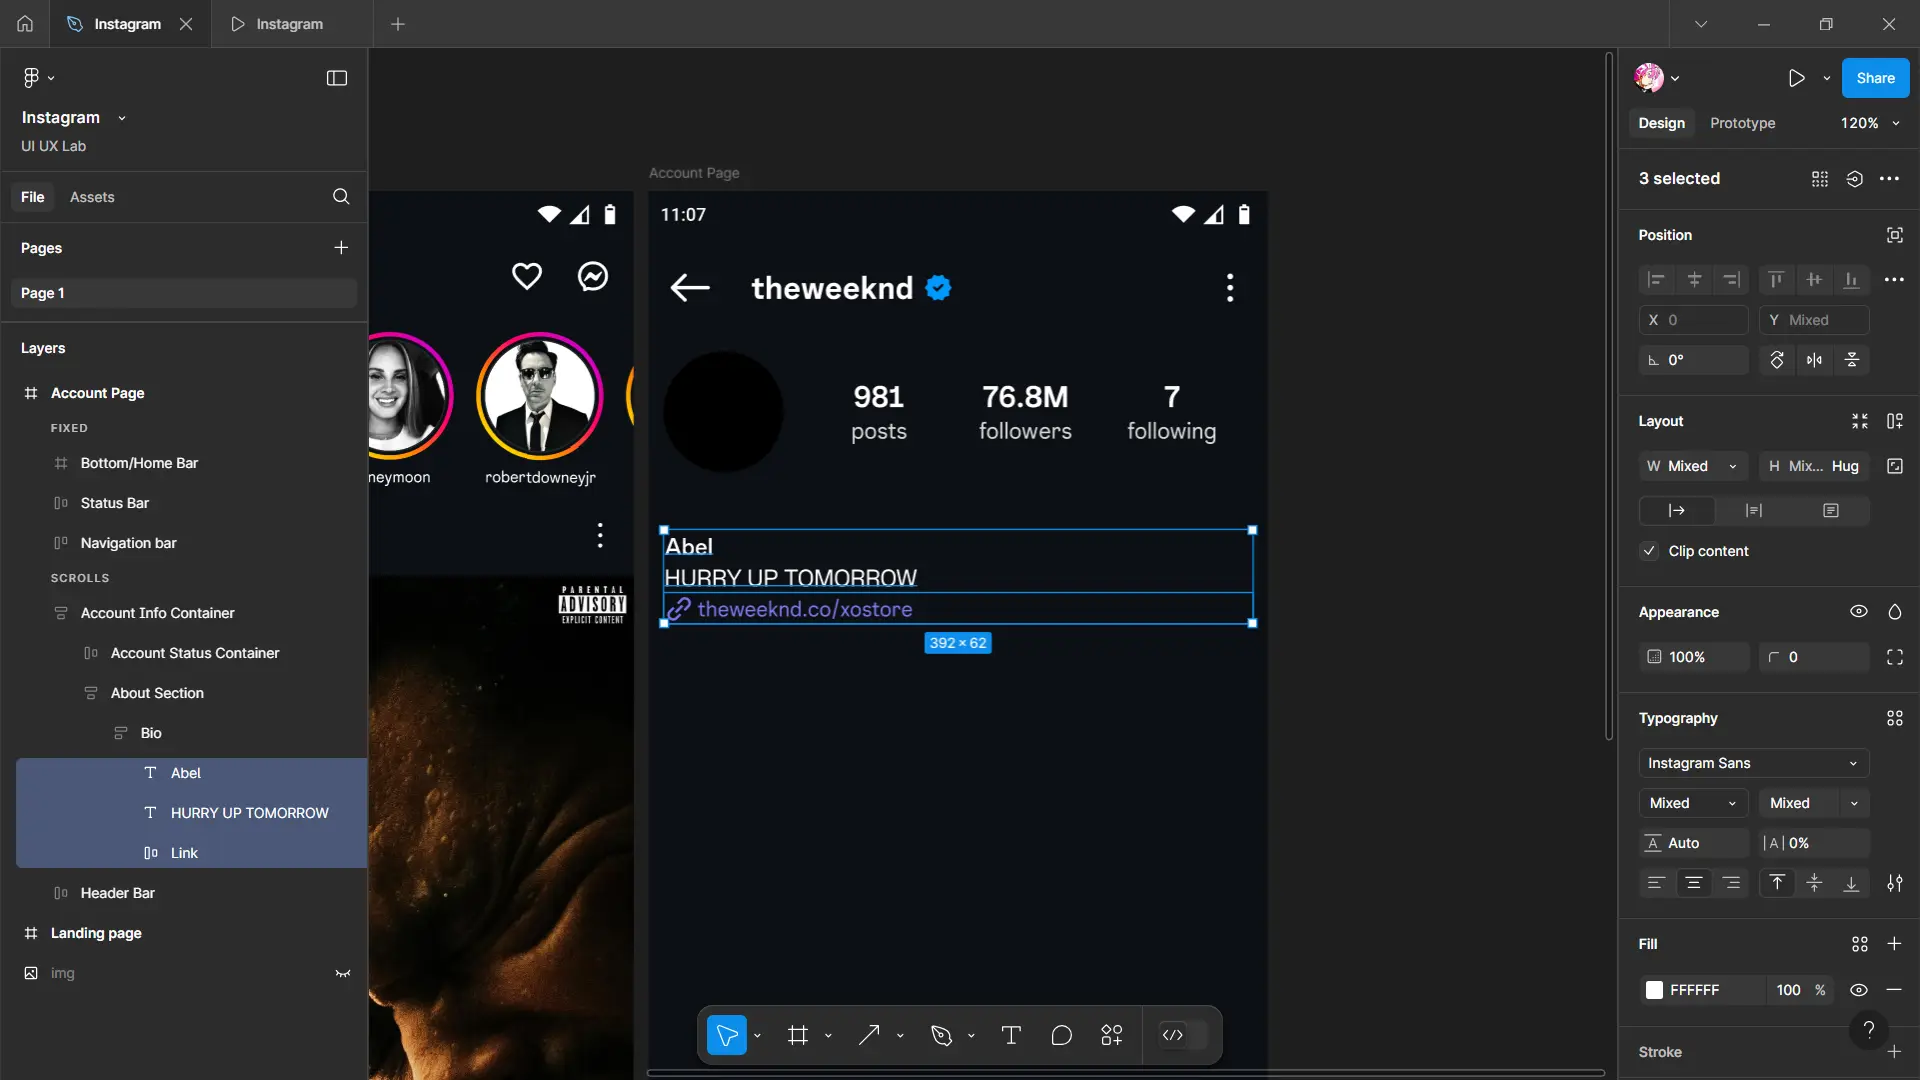 Instagram
Instagram
Instagram
UI UX Lab
File
Assets
Pages
Page 1
Layers
Account Page
FIXED
Bottom/Home Bar
Status Bar
Navigation bar
SCROLLS
Account Info Container
Account Status Container
About Section
Bio
Abel
HURRY UP TOMORROW
Link
Header Bar
Landing page
img
neymoon
robertdowneyjr
PARENTAL
ADVISORY
EXPLICIT CONTENT
Account Page
11:07
theweeknd
981
posts
76.8M
followers
7
following
Abel
HURRY UP TOMORROW
theweeknd.co/xostore
392 × 62
Share
Design
Prototype
120%
3 selected
Position
X 0
Y Mixed
0°
Layout
W Mixed
H Mix... Hug
Clip content
Appearance
100%
0
Typography
Instagram Sans
Mixed
Mixed
Auto
|A| 0%
Fill
FFFFFF
100 %
?
Stroke